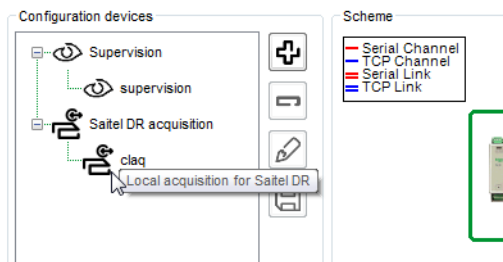 Configuration devices
Supervision
supervision
Saitel DR acquisition
claq
Local acquisition for Saitel DR
Scheme
Serial Channel
TCP Channel
Serial Link
TCP Link